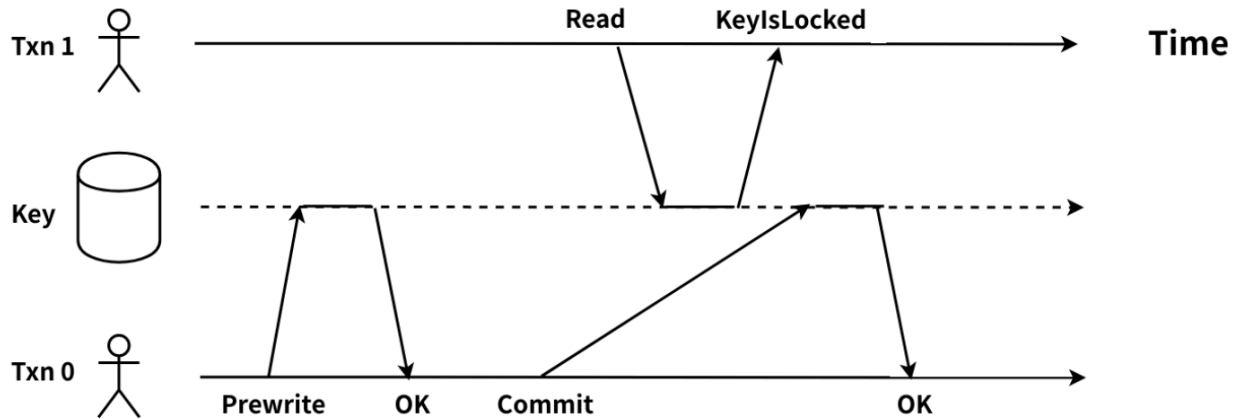 Read
KeyIsLocked
Txn 1
Time
Key
Txn 0
Prewrite
OK
Commit
OK